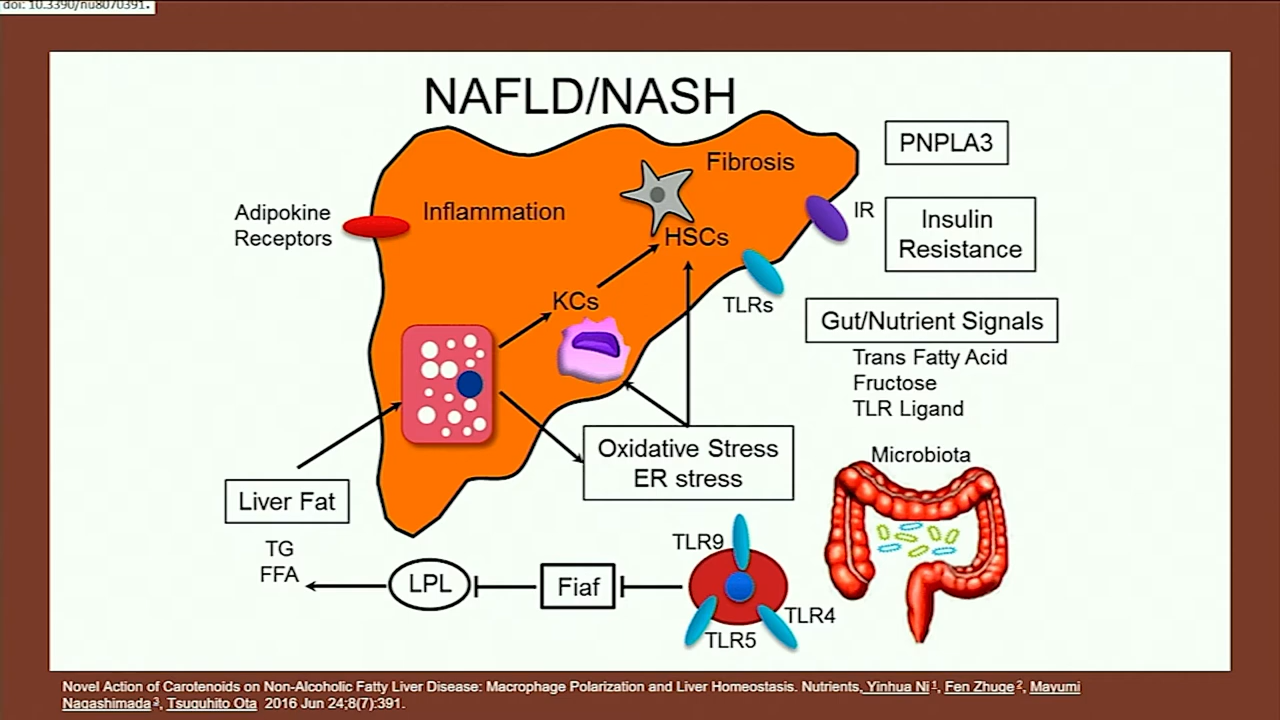 doi: 10.3390/nu8070391.
NAFLD/NASH
PNPLA3
Fibrosis
Adipokine
Receptors
Inflammation
IR
Insulin
Resistance
HSCs
KCs
TLRs
Gut/Nutrient Signals
Trans Fatty Acid
Fructose
TLR Ligand
Oxidative Stress
ER stress
Microbiota
Liver Fat
TG
FFA
LPL
Fiaf
TLR9
TLR4
TLR5
Novel Action of Carotenoids on Non-Alcoholic Fatty Liver Disease: Macrophage Polarization and Liver Homeostasis. Nutrients, Yinhua Ni 1, Fen Zhuge 2, Mayumi
Nagashimada 3, Tsuguhito Ota 2016 Jun 24;8(7):391.